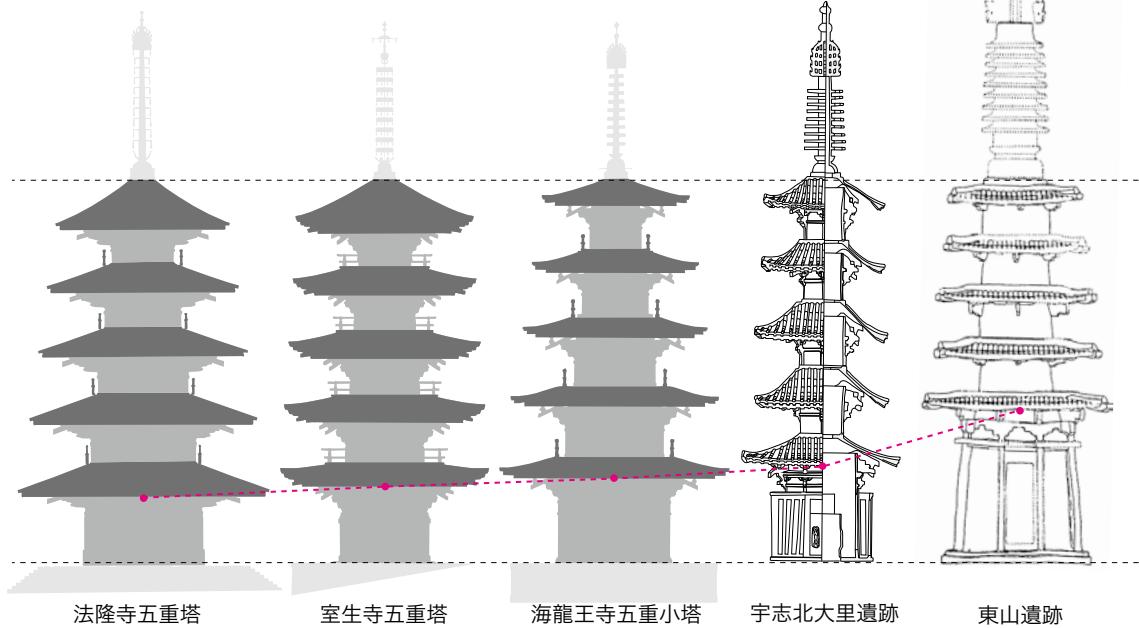 法隆寺五重塔
室生寺五重塔
海龍王寺五重小塔
宇志北大里遺跡
東山遺跡